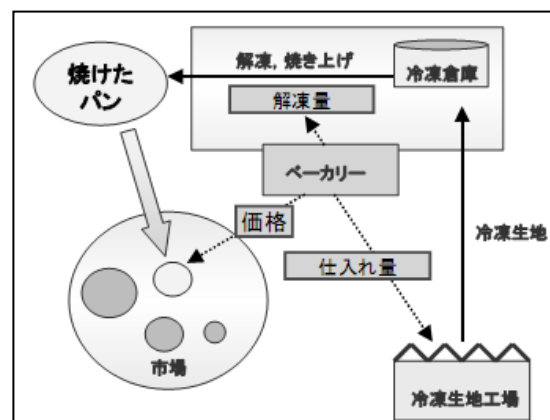 解凍, 焼き上げ
冷凍倉庫
焼けた
パン
解凍量
ベーカリー
価格
冷凍生地
仕入れ量
市場
冷凍生地工場